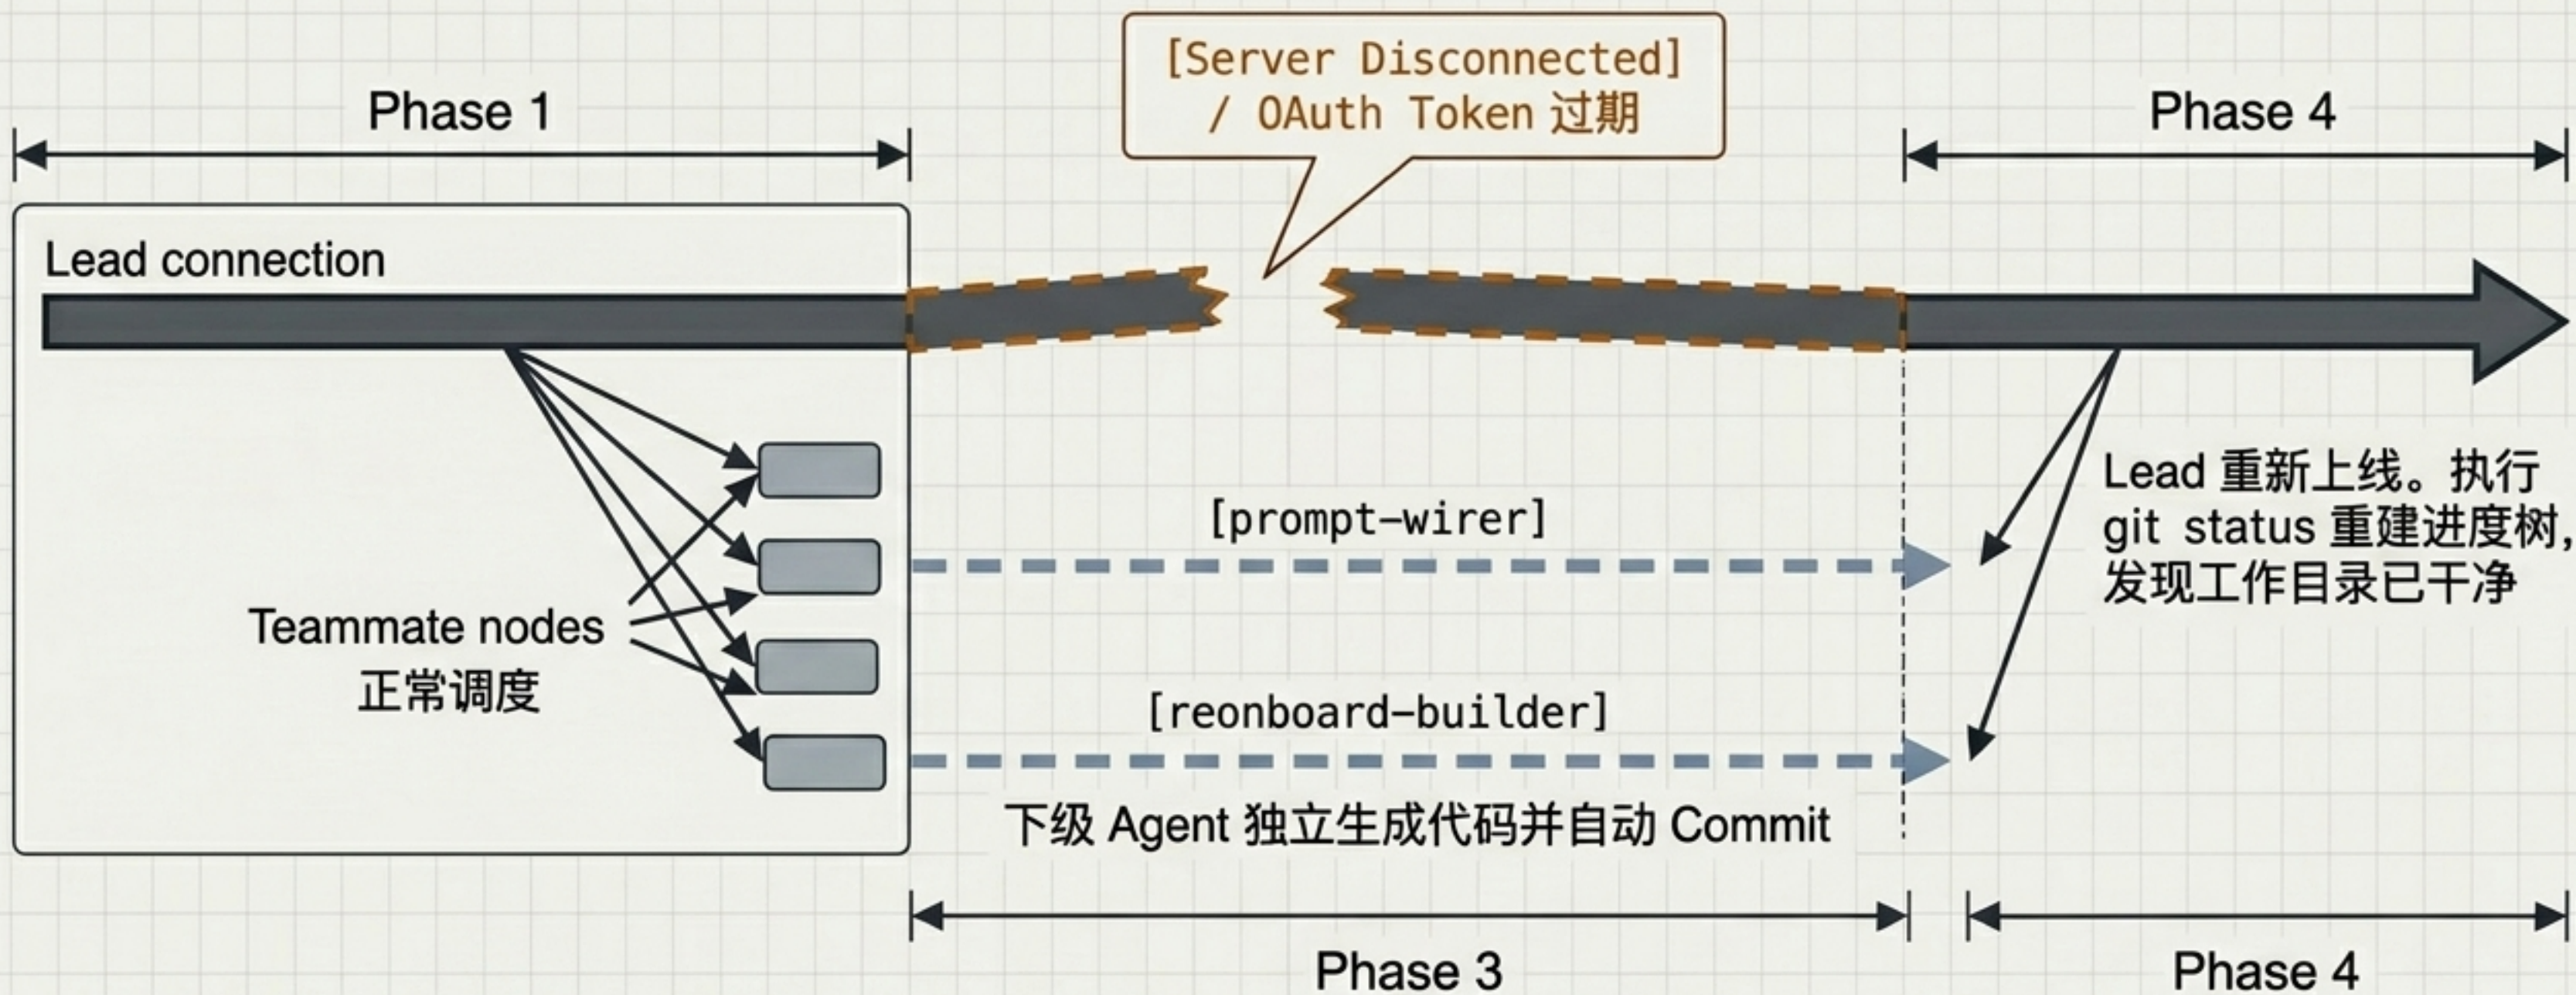 [Server Disconnected]
/ OAuth Token 过期
Phase 1
Phase 4
Lead connection
Lead 重新上线。执行
git status 重建进度树,
发现工作目录已干净
[prompt-wirer]
Teammate nodes
正常调度
[reonboard-builder]
下级 Agent 独立生成代码并自动 Commit
Phase 3
Phase 4